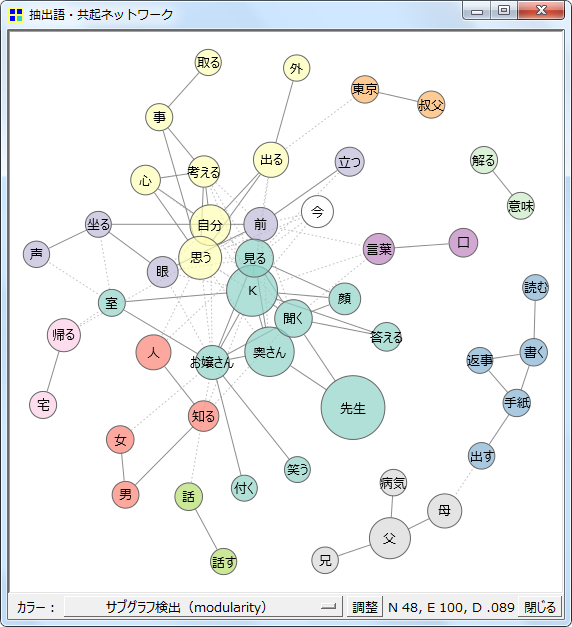 抽出語・共起ネットワーク
取る
外
東京
叔父
事
出る
立つ
解る
考える
心
意味
今
坐る
自分
前
言葉
口
声
思う
見る
眼
K
読む
室
顔
聞く
帰る
答える
人
お嬢さん
奥さん
返事
書く
宅
先生
手紙
知る
女
出す
笑う
病気
男
話
付く
母
父
兄
話す
カラー： サブグラフ検出（modularity） 調整 N 48, E 100, D .089 閉じる